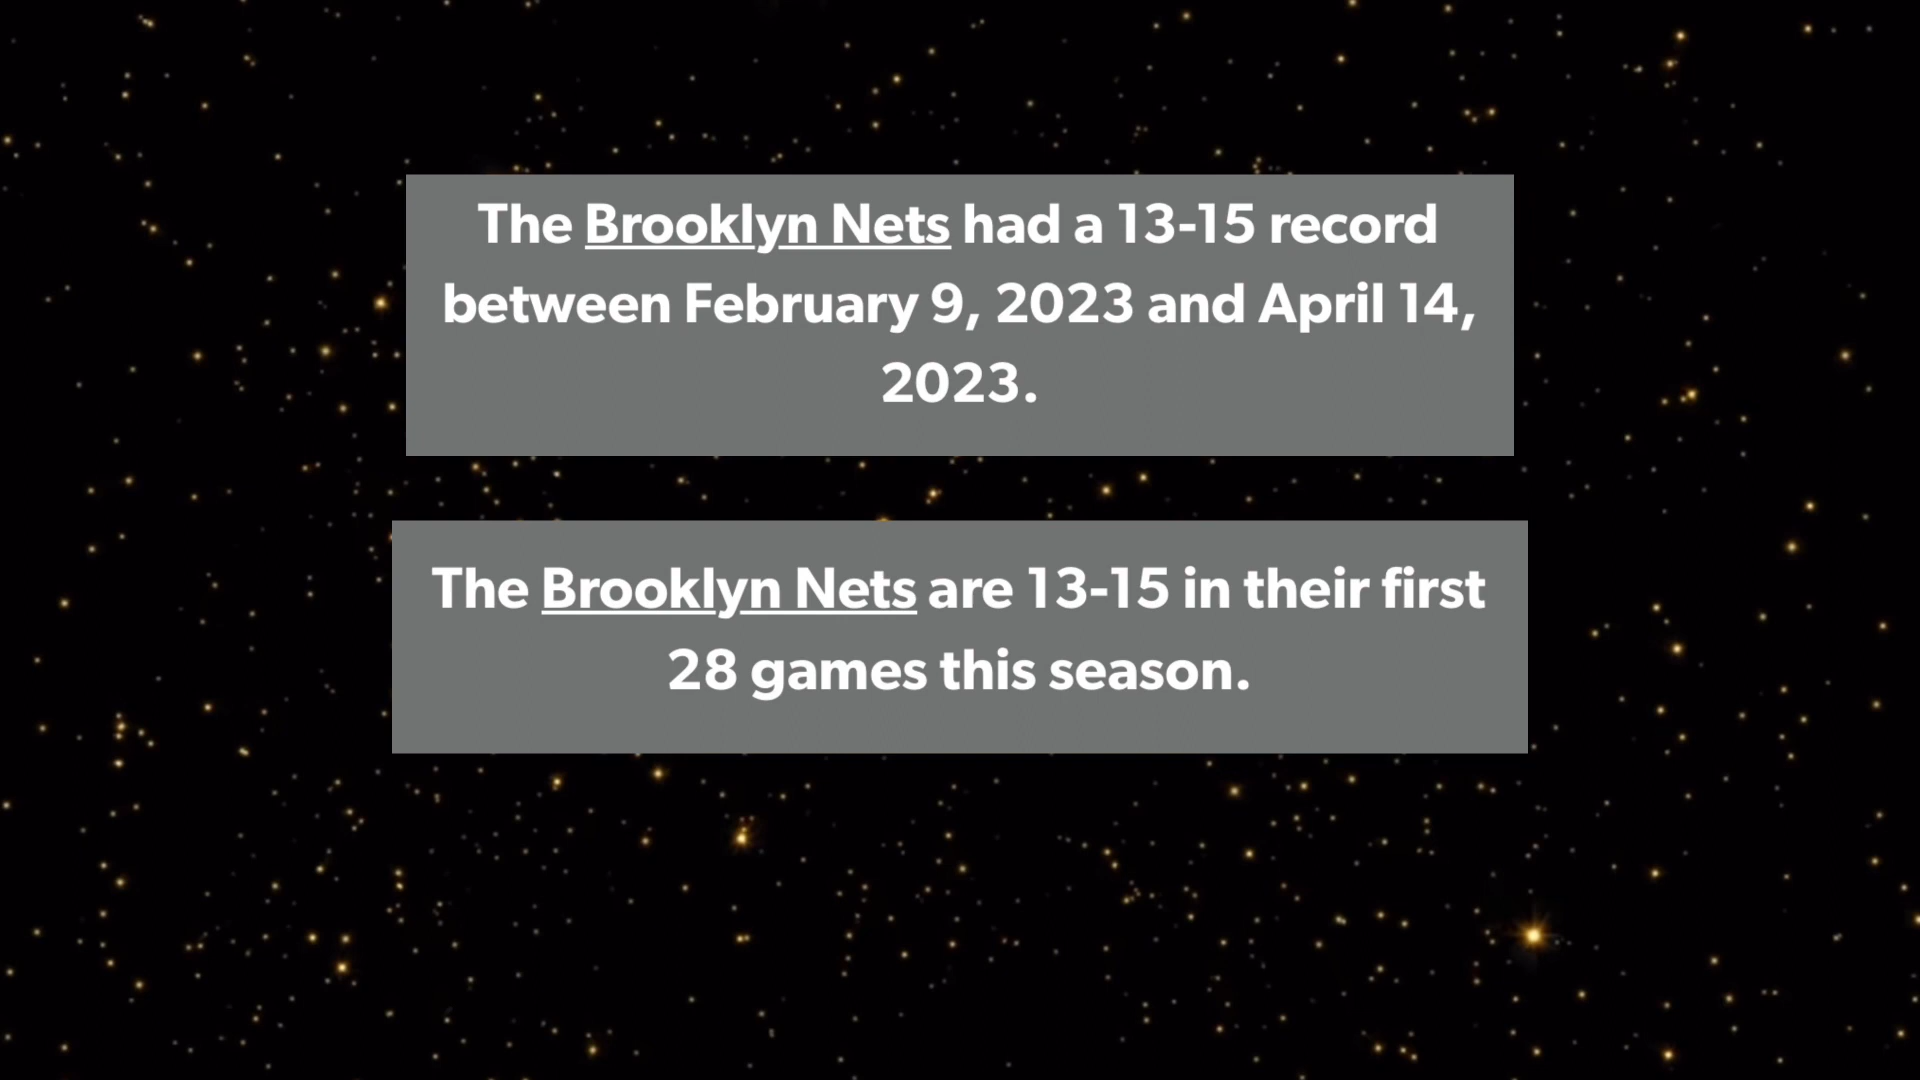 The Brooklyn Nets had a 13-15 record
between February 9, 2023 and April 14,
2023.
The Brooklyn Nets are 13-15 in their first
28 games this season.